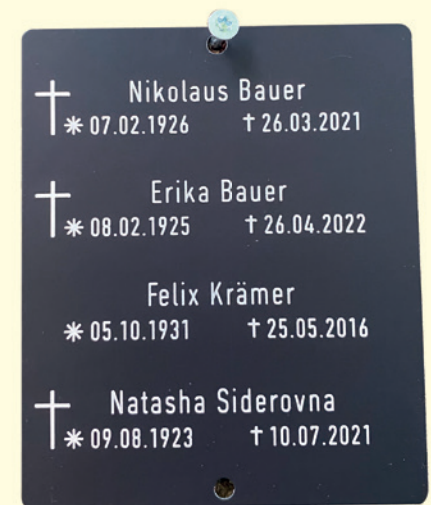 Nikolaus Bauer
* 07.02.1926 † 26.03.2021
Erika Bauer
* 08.02.1925 † 26.04.2022
Felix Krämer
* 05.10.1931 † 25.05.2016
Natasha Siderovna
* 09.08.1923 † 10.07.2021